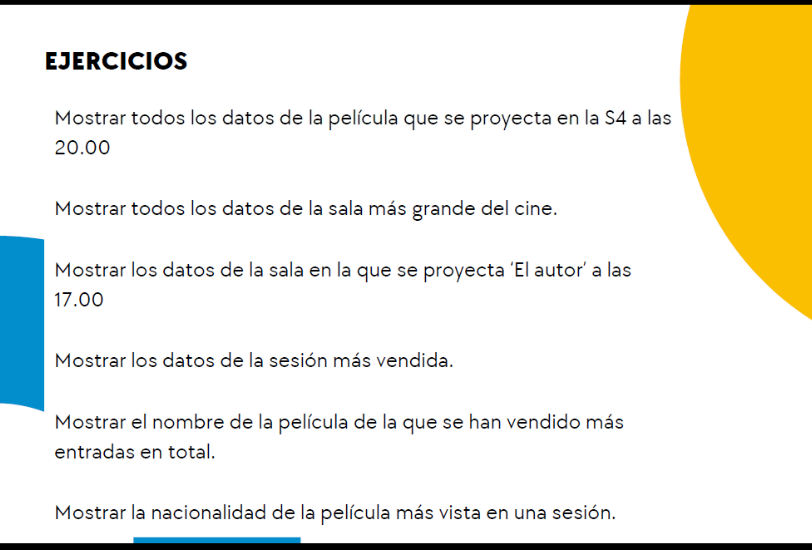 EJERCICIOS
Mostrar todos los datos de la película que se proyecta en la S4 a las
20.00
Mostrar todos los datos de la sala más grande del cine.
Mostrar los datos de la sala en la que se proyecta ‘El autor’ a las
17.00
Mostrar los datos de la sesión más vendida.
Mostrar el nombre de la película de la que se han vendido más
entradas en total.
Mostrar la nacionalidad de la película más vista en una sesión.